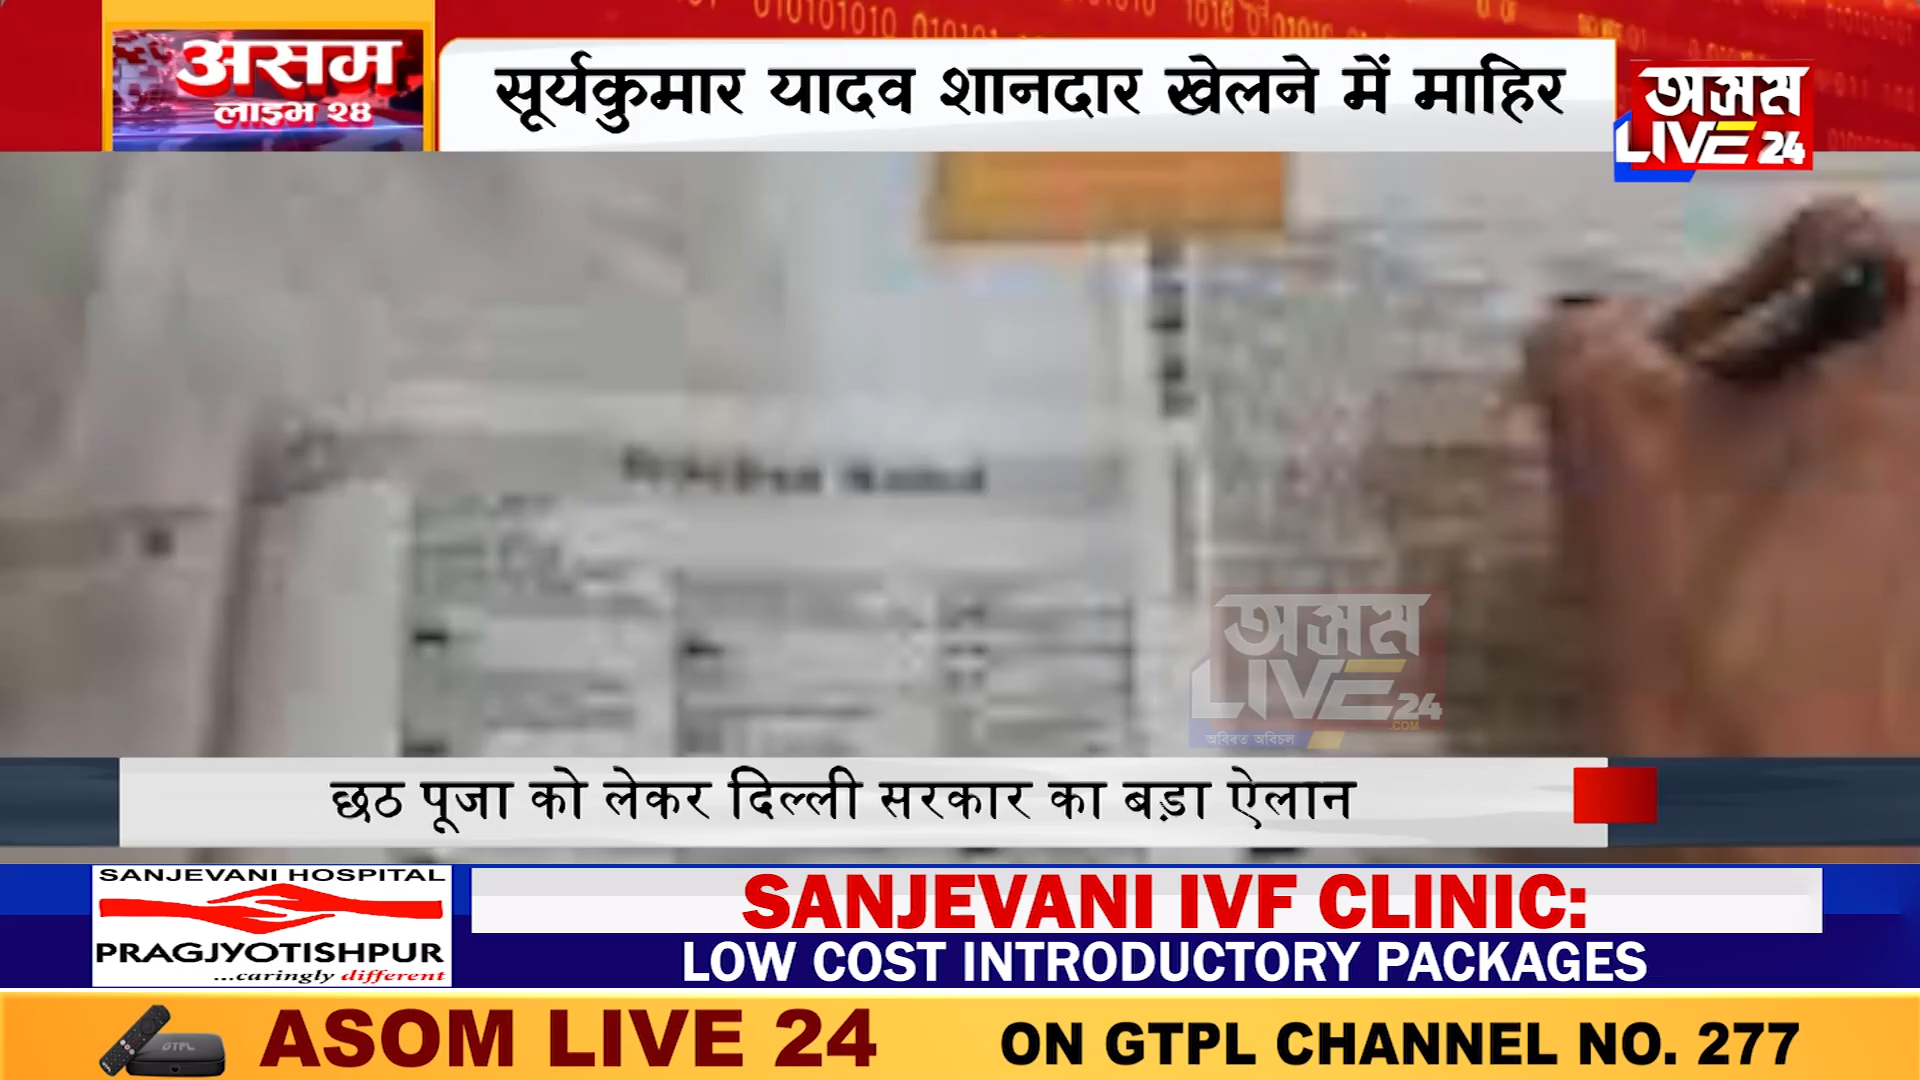 असम
लाइभ २४
सूर्यकुमार यादव शानदार खेलने में माहिर
অসম
LIVE 24
অসম
LIVE 24
.COM
অবিৰত অবিচল
छठ पूजा को लेकर दिल्ली सरकार का बड़ा ऐलान
SANJEVANI HOSPITAL
PRAGJYOTISHPUR
...caringly different
SANJEVANI IVF CLINIC:
LOW COST INTRODUCTORY PACKAGES
GTPL
ASOM LIVE 24
ON GTPL CHANNEL NO. 277